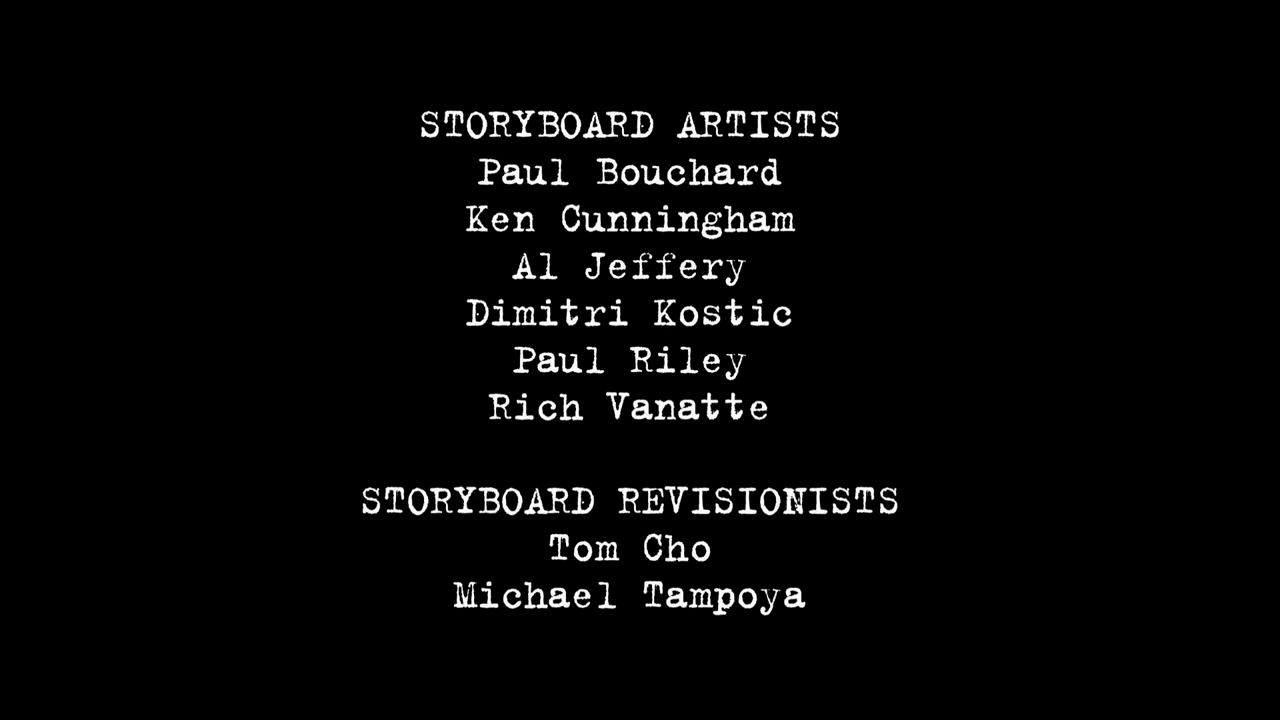 STORYBOARD ARTISTS
Paul Bouchard
Ken Cunningham
Al Jeffery
Dimitri Kostic
Paul Riley
Rich Vanatte
STORYBOARD REVISIONISTS
Tom Cho
Michael Tampoya